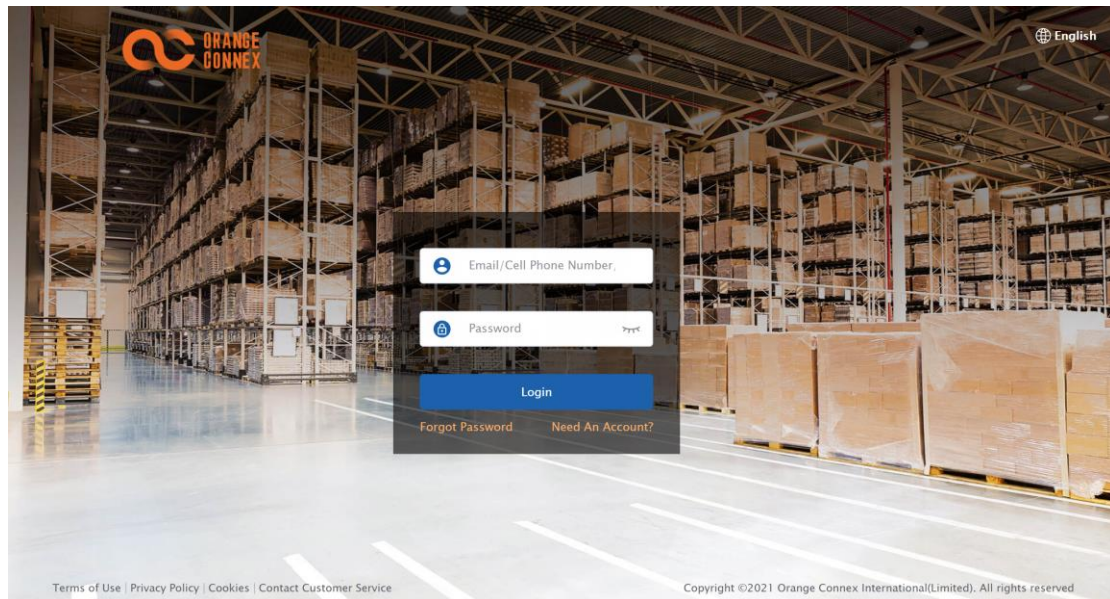 ORANGE
CONNEX
English
Email/Cell Phone Number,
Password
Login
Forgot Password Need An Account?
Terms of Use | Privacy Policy | Cookies | Contact Customer Service
Copyright ©2021 Orange Connex International(Limited). All rights reserved